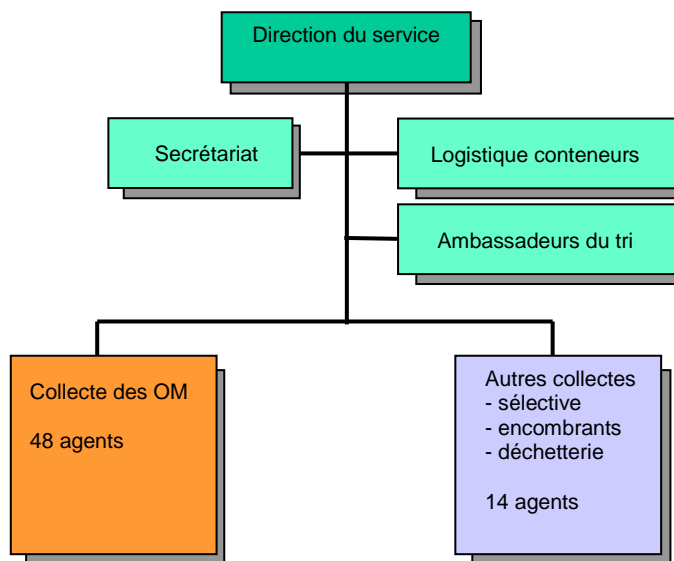 Direction du service
Secrétariat
Logistique conteneurs
Ambassadeurs du tri
Collecte des OM
48 agents
Autres collectes
- sélective
- encombrants
- déchetterie
14 agents